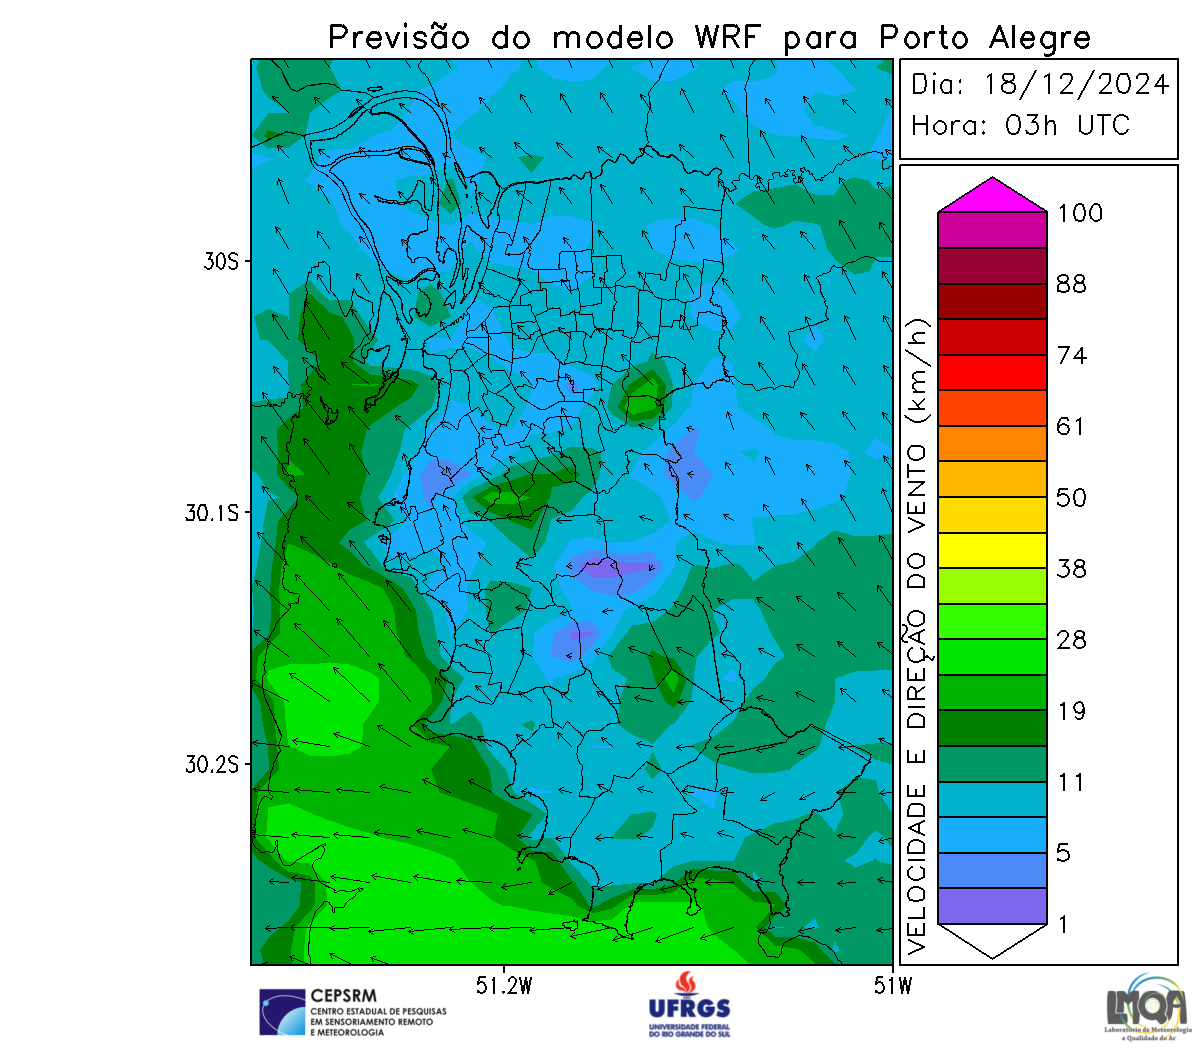 Previsão do modelo WRF para Porto Alegre
Dia: 18/12/2024
Hora: 03h UTC
30S
30.1S
30.2S
51.2W
51W
VELOCIDADE E DIREÇÃO DO VENTO (km/h)
100
88
74
61
50
38
28
19
11
5
1
CEPSRM
CENTRO ESTADUAL DE PESQUISAS
EM SENSORIAMENTO REMOTO
E METEOROLOGIA
UFRGS
UNIVERSIDADE FEDERAL
DO RIO GRANDE DO SUL
LMQA
Laboratório de Meteorologia
e Qualidade do Ar